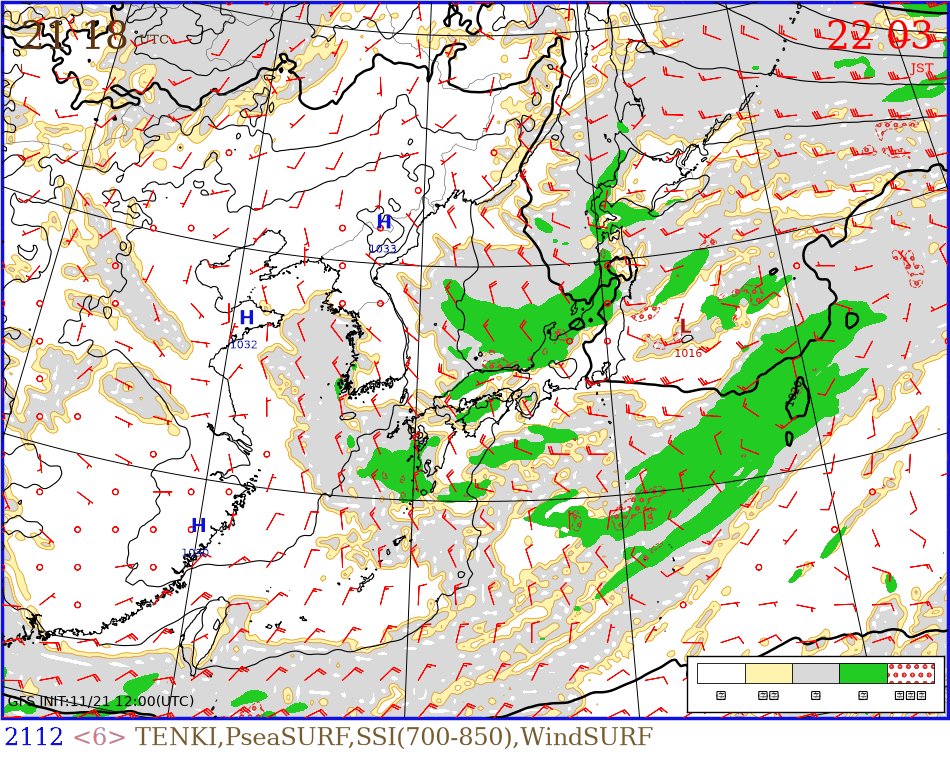 21 18 UTC
22 03
JST
H
1033
H
1032
L
1016
H
GFS INIT:11/21 12:00(UTC)
2112 <6> TENKI,PseaSURF,SSI(700-850),WindSURF